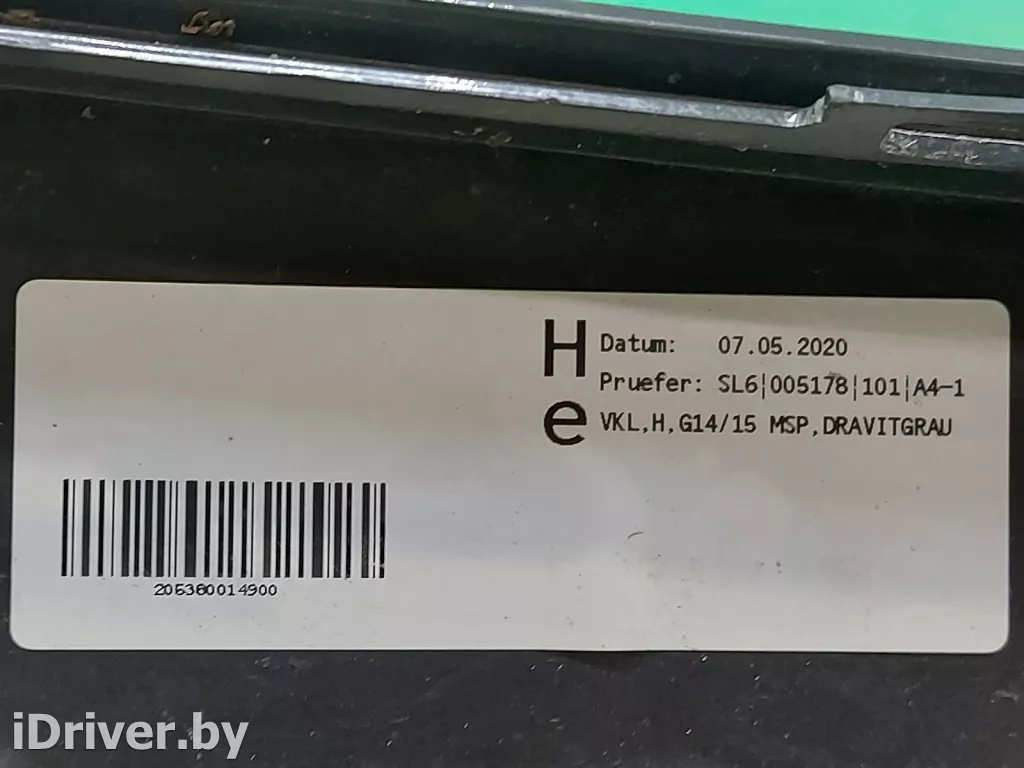 H
e
Datum: 07.05.2020
Pruefer: SL6|005178|101|A4-1
VKL,H,G14/15 MSP,DRAVITGRAU
205380014900
iDriver.by